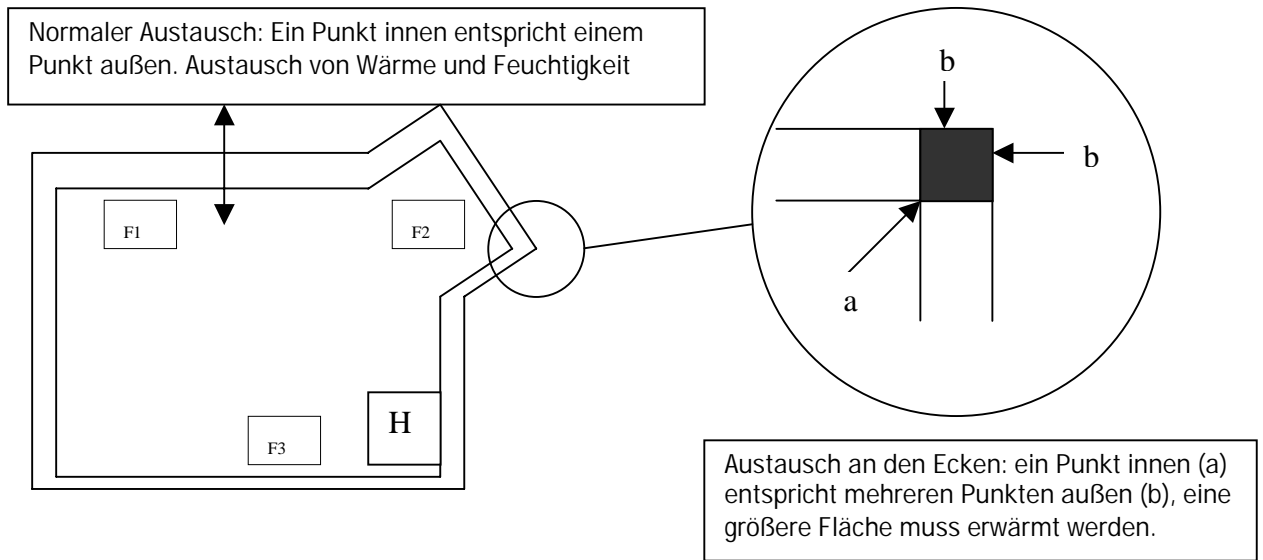 Normaler Austausch: Ein Punkt innen entspricht einem
Punkt außen. Austausch von Wärme und Feuchtigkeit
b
b
a
F1
F2
F3
H
Austausch an den Ecken: ein Punkt innen (a)
entspricht mehreren Punkten außen (b), eine
größere Fläche muss erwärmt werden.